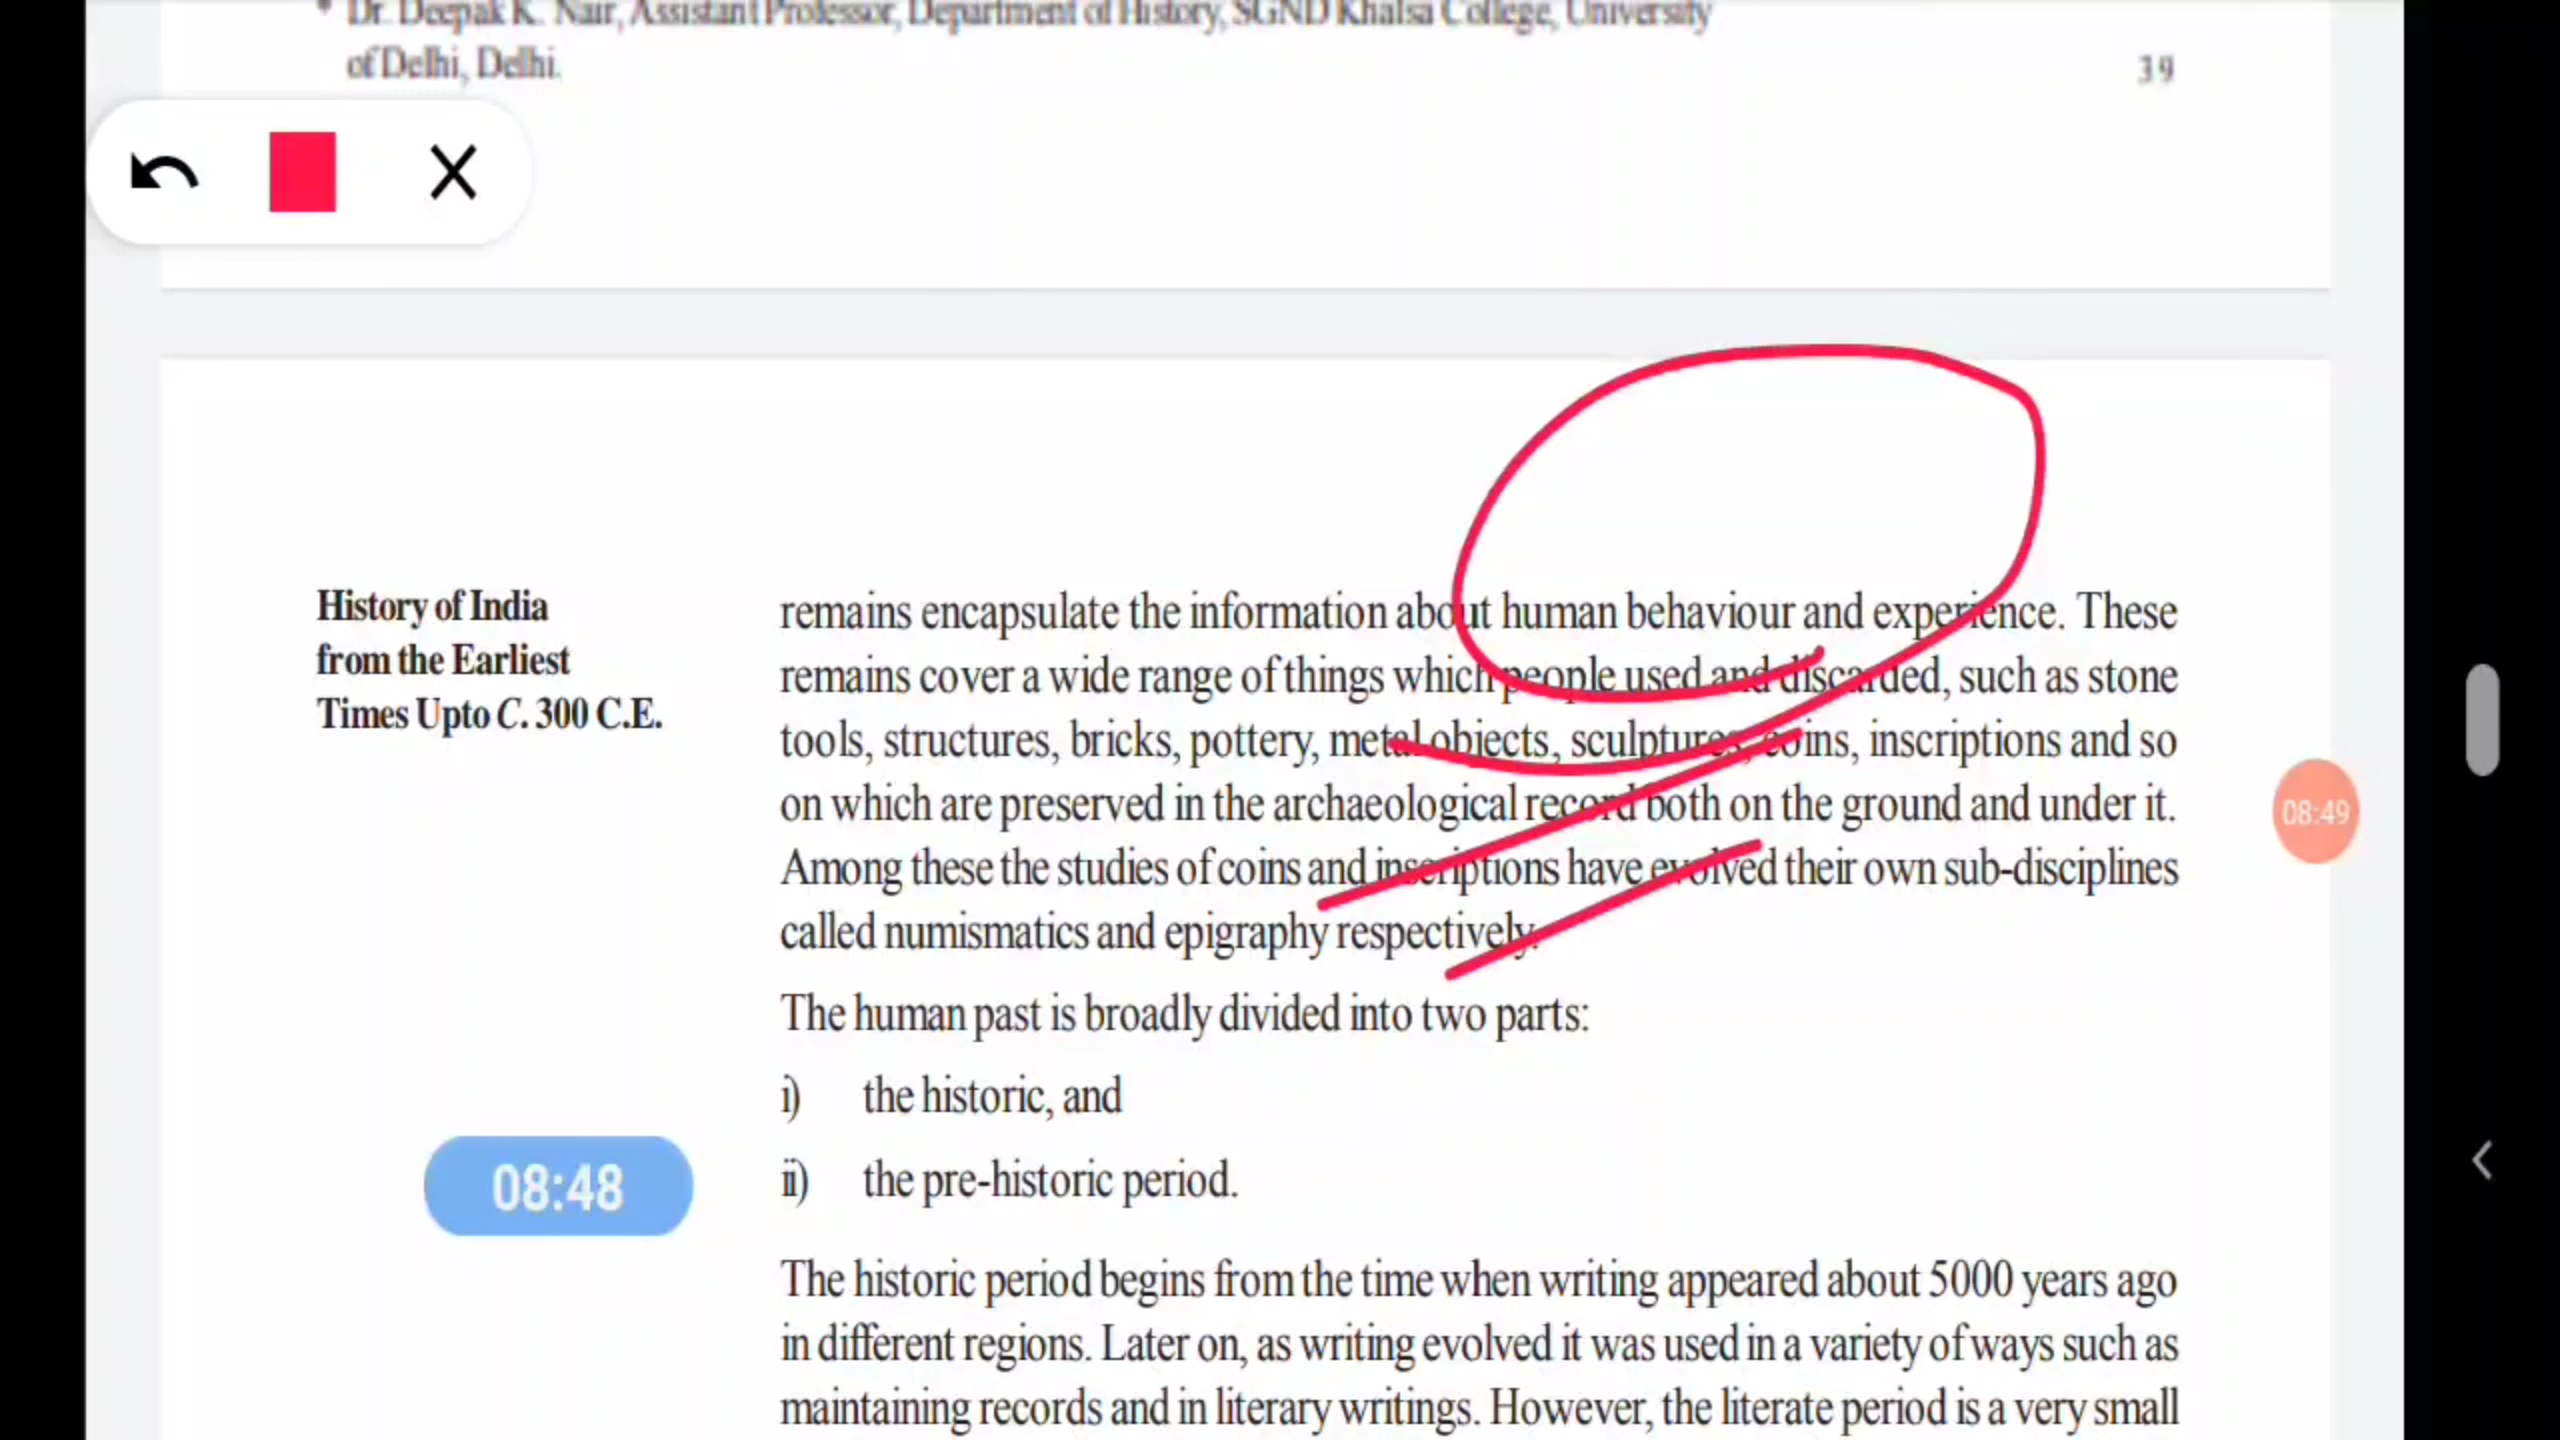 * Dr. Deepak K. Nair, Assistant Professor, Department of History, SGND Khalsa College, University
of Delhi, Delhi.
39
History of India
from the Earliest
Times Upto C. 300 C.E.
remains encapsulate the information about human behaviour and experience. These
remains cover a wide range of things which people used and discarded, such as stone
tools, structures, bricks, pottery, metal objects, sculptures, coins, inscriptions and so
on which are preserved in the archaeological record both on the ground and under it.
Among these the studies of coins and inscriptions have evolved their own sub-disciplines
called numismatics and epigraphy respectively.
The human past is broadly divided into two parts:
i) the historic, and
ii) the pre-historic period.
The historic period begins from the time when writing appeared about 5000 years ago
in different regions. Later on, as writing evolved it was used in a variety of ways such as
maintaining records and in literary writings. However, the literate period is a very small
08:48
08:49